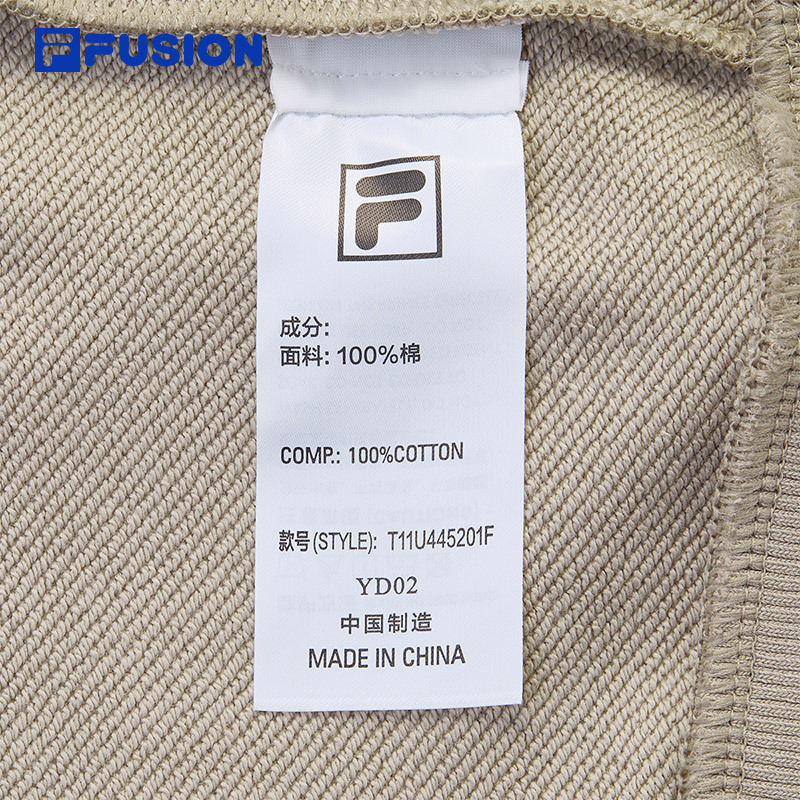 FUSION
成分:
面料: 100%棉
COMP.: 100%COTTON
款号(STYLE): T11U445201F
YD02
中国制造
MADE IN CHINA